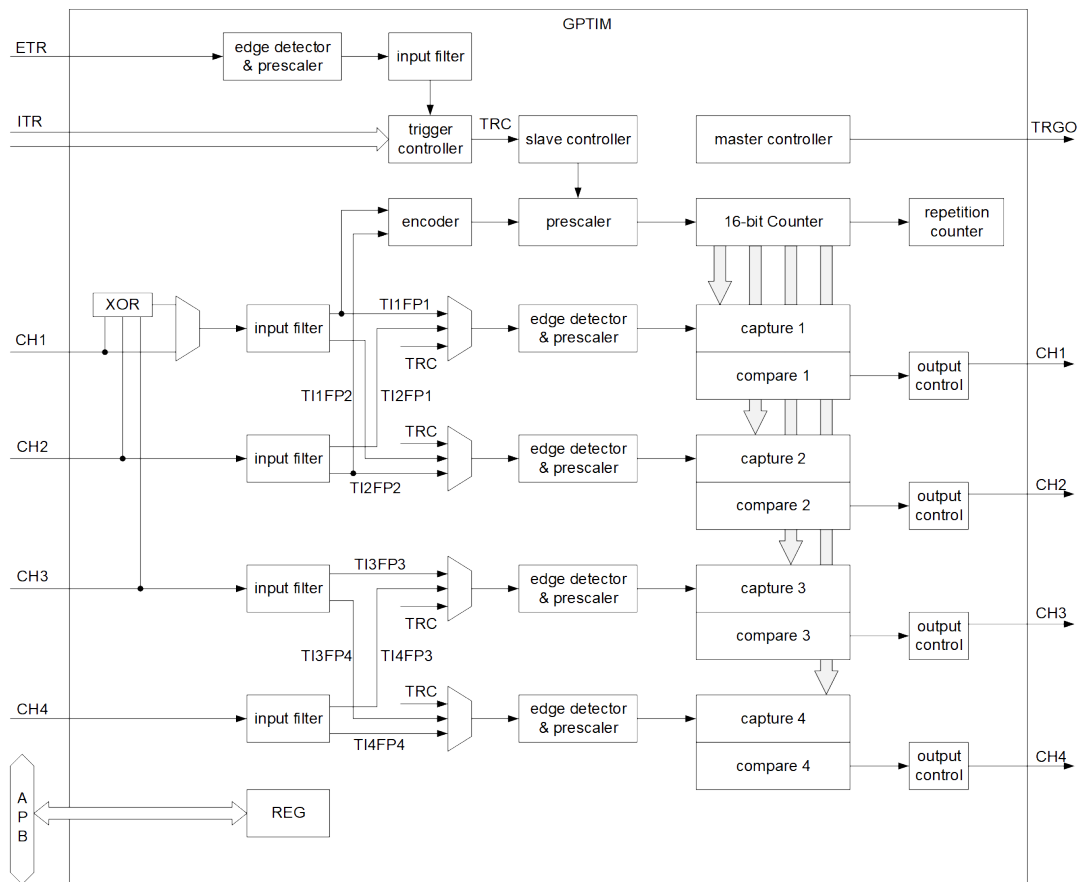 GPTIM
ETR
edge detector
& prescaler
input filter
ITR
trigger
controller
TRC
slave controller
master controller
TRGO
encoder
prescaler
16-bit Counter
repetition
counter
XOR
CH1
input filter
TI1FP1
TRC
edge detector
& prescaler
capture 1
compare 1
output
control
CH1
TI1FP2
TI2FP1
CH2
input filter
TRC
TI2FP2
edge detector
& prescaler
capture 2
compare 2
output
control
CH2
CH3
input filter
TI3FP3
TRC
edge detector
& prescaler
capture 3
compare 3
output
control
CH3
TI3FP4
TI4FP3
CH4
input filter
TRC
TI4FP4
edge detector
& prescaler
capture 4
compare 4
output
control
CH4
A
P
B
REG